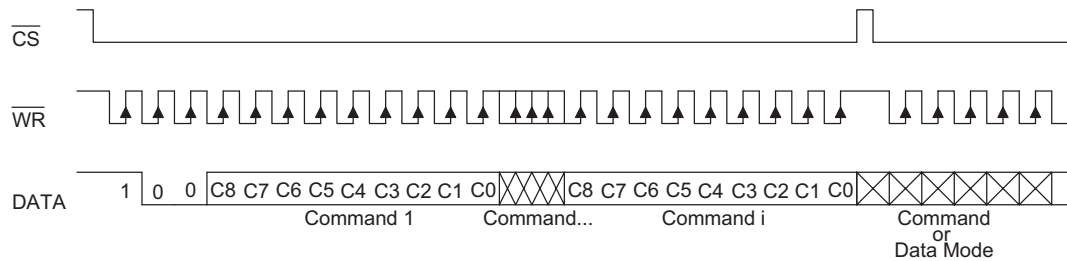 CS
WR
DATA 1 0 0 C8 C7 C6 C5 C4 C3 C2 C1 C0 C8 C7 C6 C5 C4 C3 C2 C1 C0
Command 1 Command... Command i Command
or
Data Mode